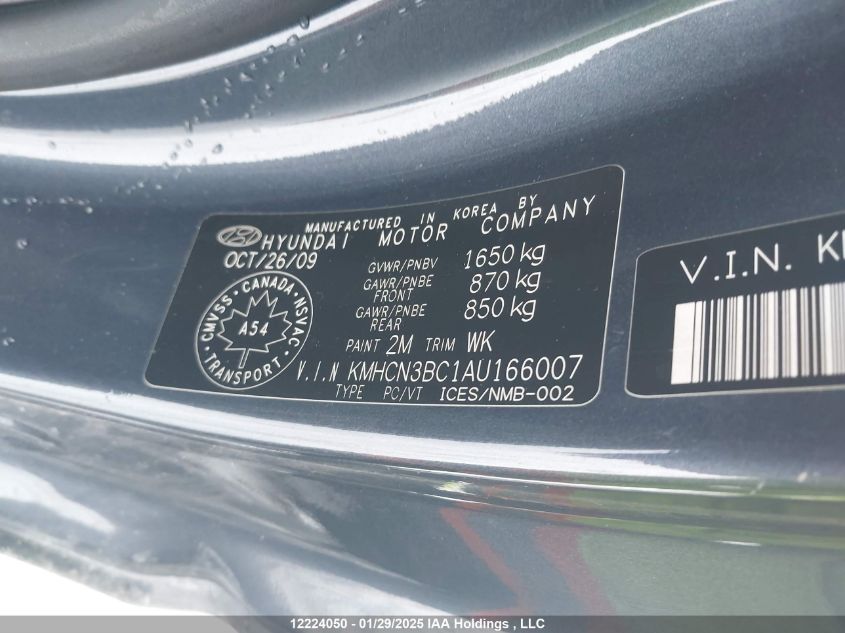 MANUFACTURED IN KOREA BY
HYUNDAI MOTOR COMPANY
OCT/26/09
GVWR/PNBV 1650 kg
GAWR/PNBE FRONT 870 kg
GAWR/PNBE REAR 850 kg
CMVSS · CANADA · NSVAC
A54
TRANSPORT
PAINT 2M TRIM WK
V.I.N KMHCN3BC1AU166007
TYPE PC/VT ICES/NMB-002
V.I.N. K
12224050 - 01/29/2025 IAA Holdings , LLC